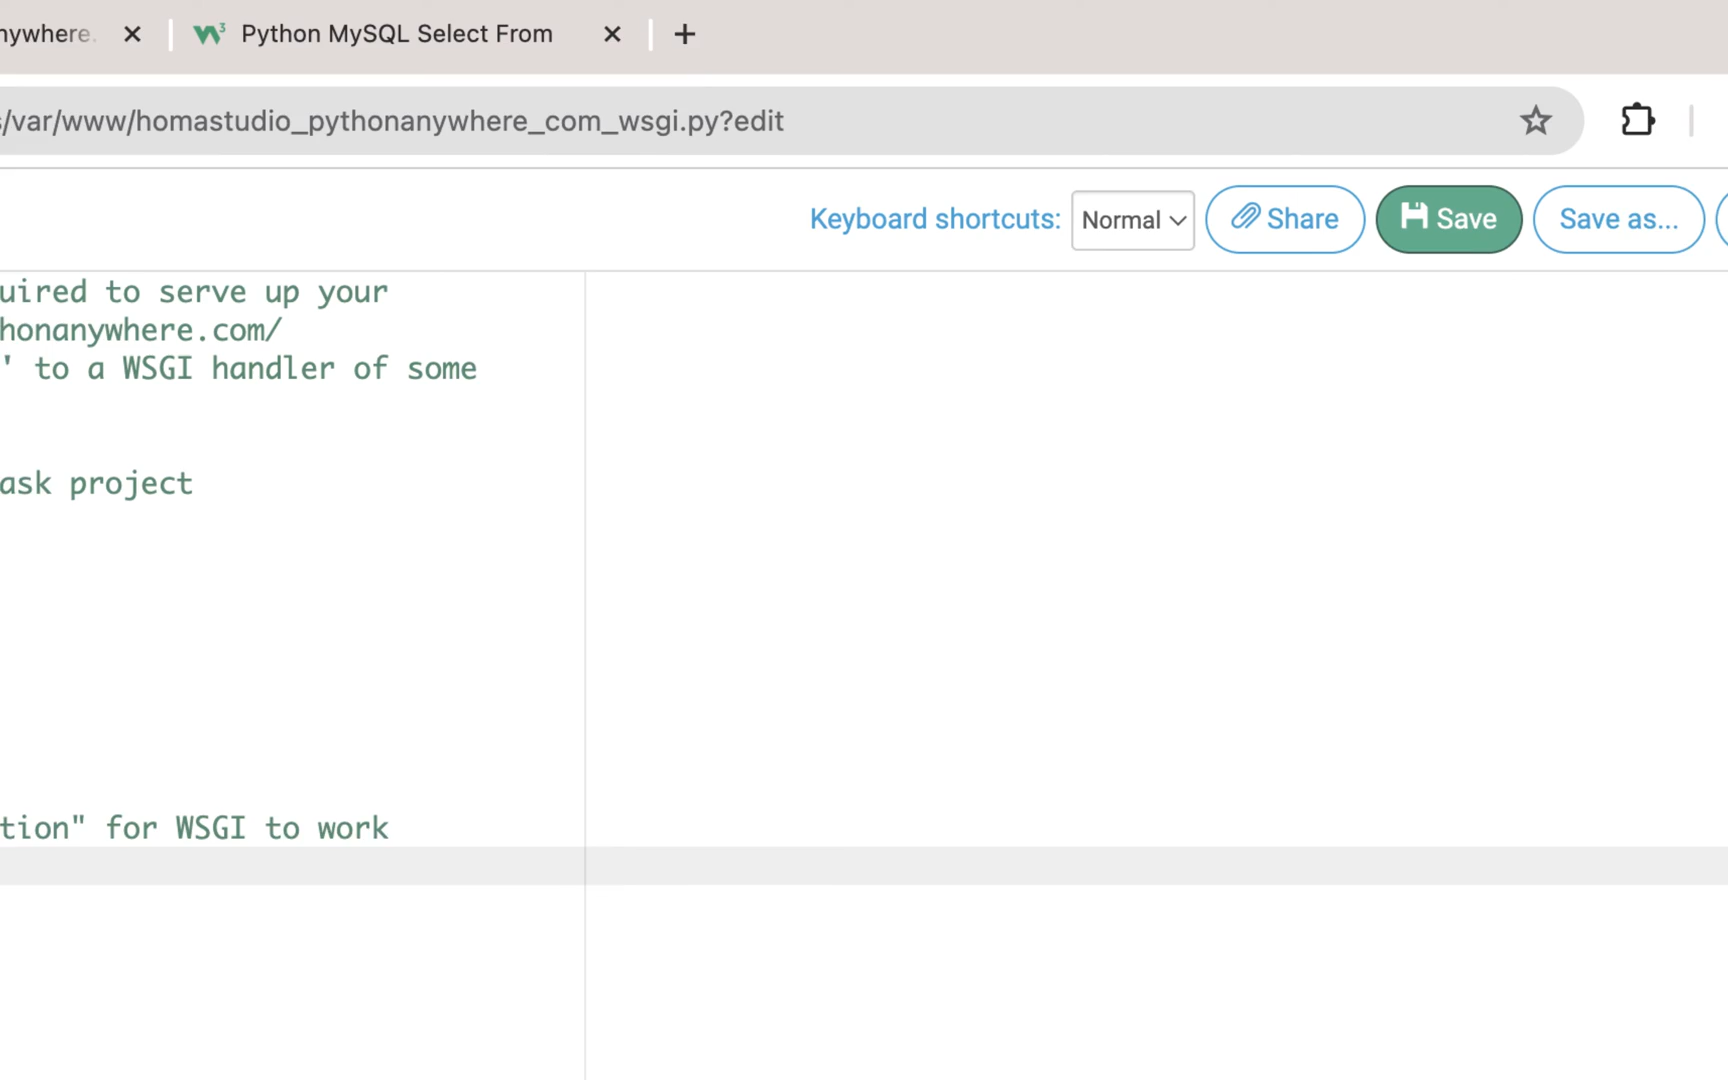 nywhere.
Python MySQL Select From
/var/www/homastudio_pythonanywhere_com_wsgi.py?edit
Keyboard shortcuts:
Normal
Share
Save
Save as...
uired to serve up your
honanywhere.com/
' to a WSGI handler of some
ask project
tion" for WSGI to work